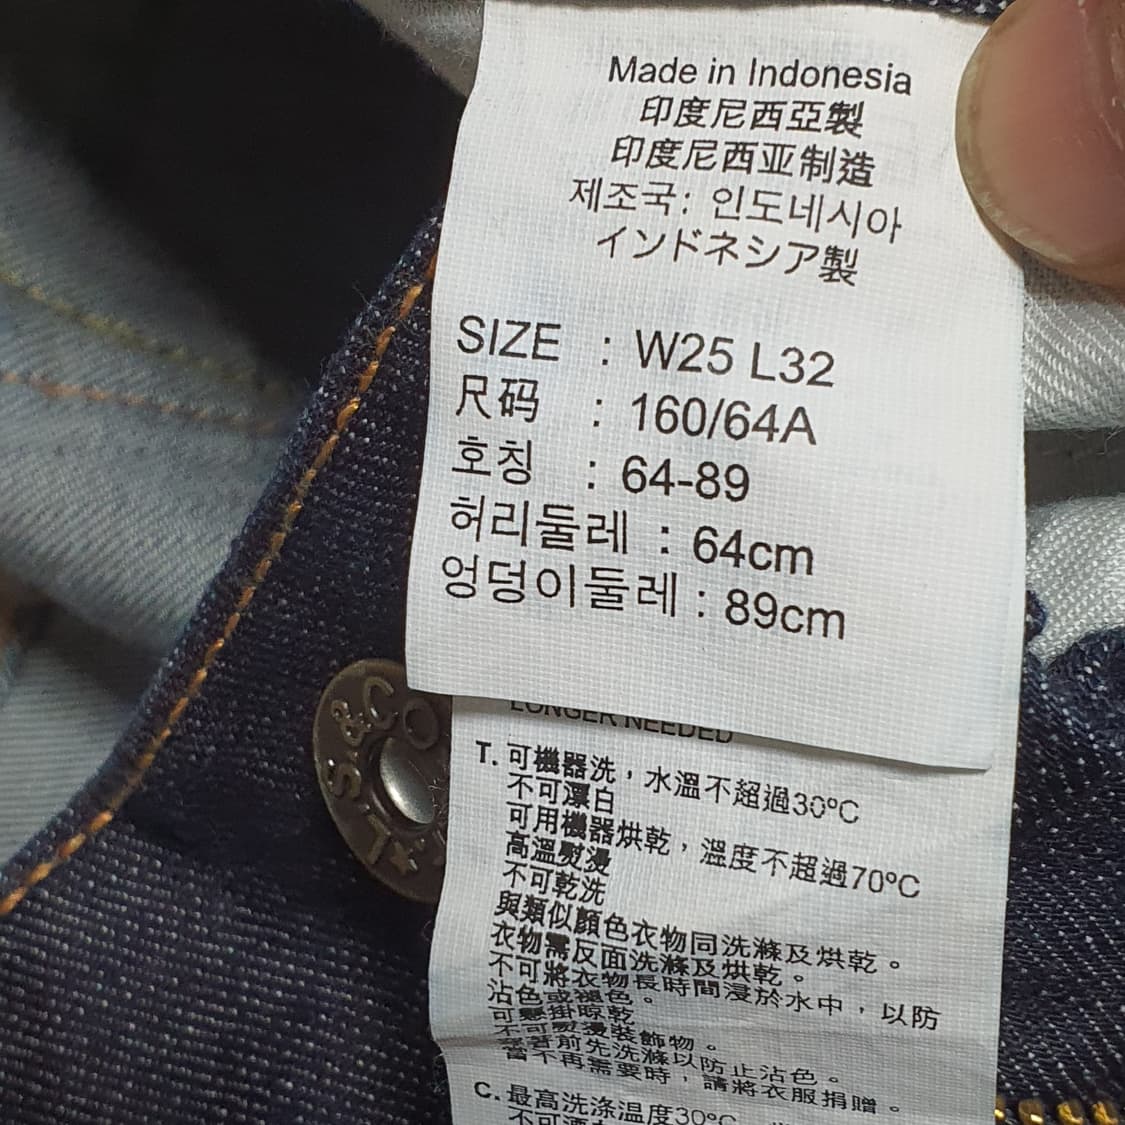 Made in Indonesia
印度尼西亞製
印度尼西亚制造
제조국: 인도네시아
インドネシア製
SIZE : W25 L32
尺码 : 160/64A
호칭 : 64-89
허리둘레 : 64cm
엉덩이둘레 : 89cm
LONGER NEEDED
L.S.&CO
T. 可機器洗，水溫不超過30ºC
不可漂白
可用機器烘乾，溫度不超過70ºC
高溫熨燙
不可乾洗
與類似顏色衣物同洗滌及烘乾。
衣物需反面洗滌及烘乾。
不可將衣物長時間浸於水中，以防
沾色或褪色。
可懸掛晾乾
不可熨燙裝飾物。
穿著前先洗滌以防止沾色。
當不再需要時，請將衣服捐贈。
C. 最高洗涤温度30ºC